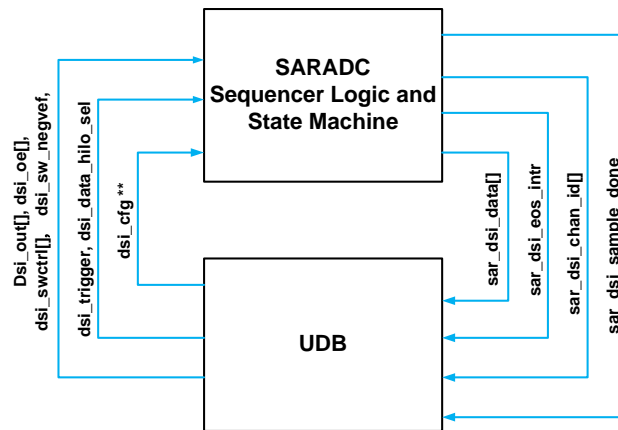 SARADC
Sequencer Logic and
State Machine
Dsi_out[], dsi_oe[],
dsi_swctrl[], dsi_sw_negvef,
dsi_trigger, dsi_data_hilo_sel
dsi_cfg **
sar_dsi_data[]
sar_dsi_eos_intr
sar_dsi_chan_id[]
sar_dsi_sample_done
UDB